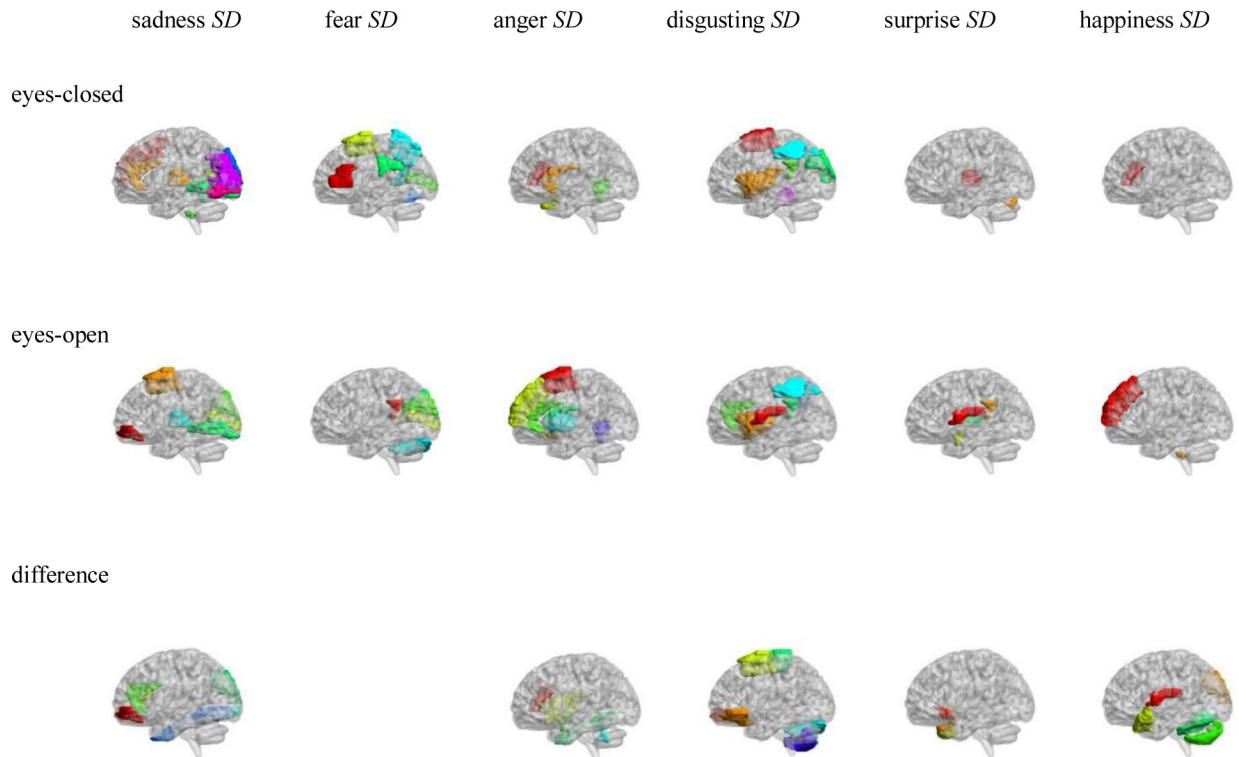 sadness SD fear SD anger SD disgusting SD surprise SD happiness SD
eyes-closed
eyes-open
difference